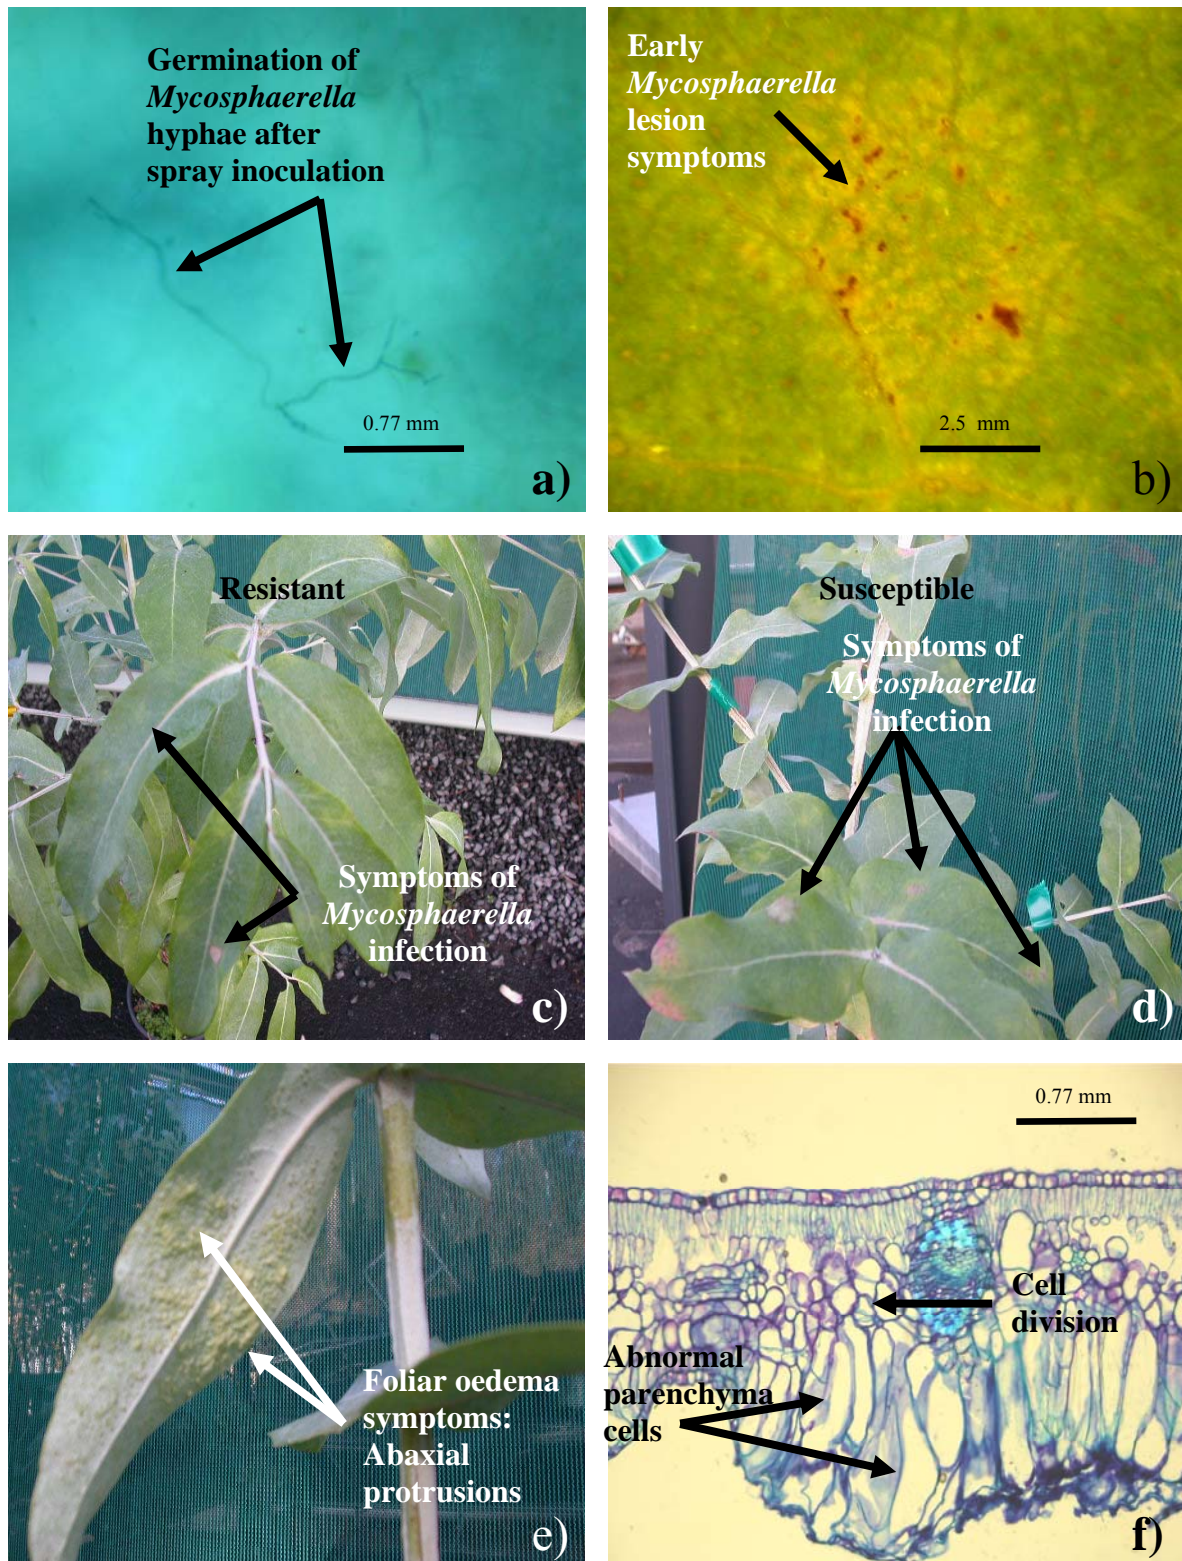 Germination of
Mycosphaerella
hyphae after
spray inoculation
0.77 mm
a)
Early
Mycosphaerella
lesion
symptoms
2.5 mm
b)
Resistant
Symptoms of
Mycosphaerella
infection
c)
Susceptible
Symptoms of
Mycosphaerella
infection
d)
Foliar oedema
symptoms:
Abaxial
protrusions
e)
0.77 mm
Cell
division
Abnormal
parenchyma
cells
f)